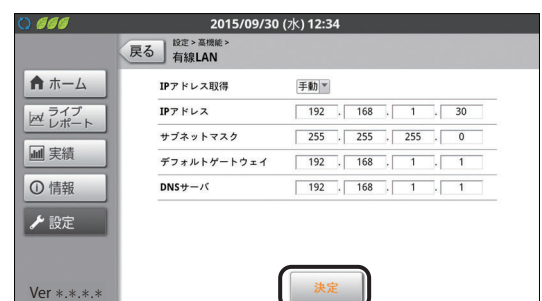 2015/09/30 (水) 12:34
戻る
設定 > 高機能 >
有線LAN
ホーム
ライブ
レポート
実績
情報
設定
Ver *.*.*.*
IPアドレス取得 手動
IPアドレス 192 . 168 . 1 . 30
サブネットマスク 255 . 255 . 255 . 0
デフォルトゲートウェイ 192 . 168 . 1 . 1
DNSサーバ 192 . 168 . 1 . 1
決定